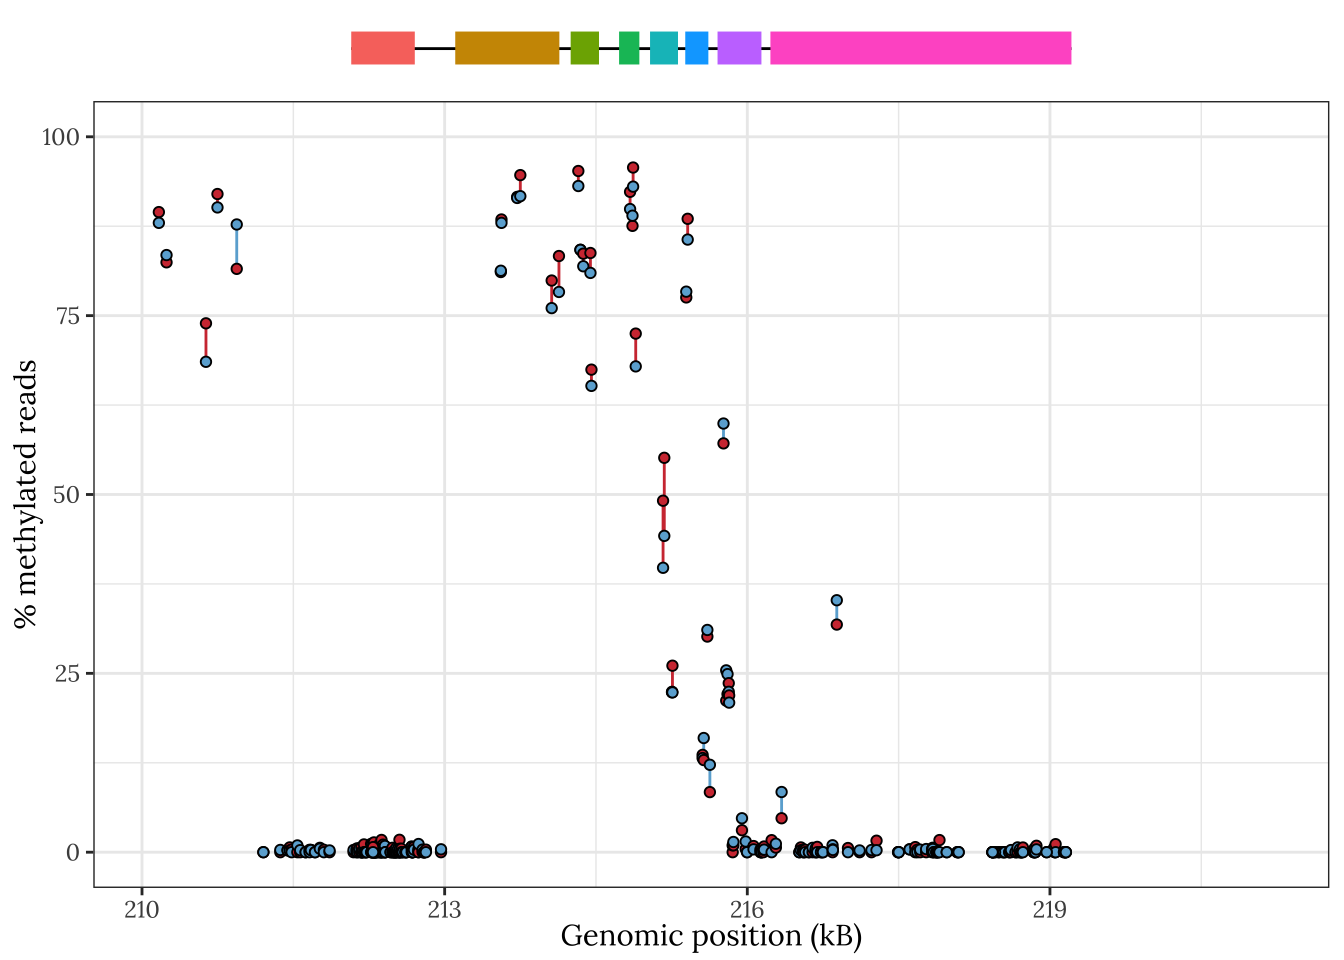 100
75
50
25
0
% methylated reads
210 213 216 219
Genomic position (kB)